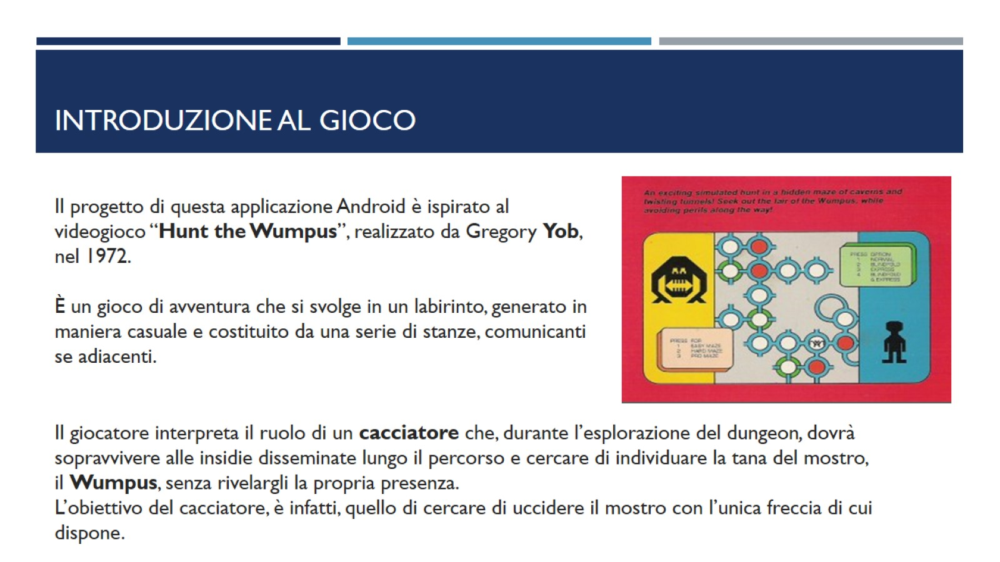 INTRODUZIONE AL GIOCO
Il progetto di questa applicazione Android è ispirato al
videogioco “Hunt the Wumpus”, realizzato da Gregory Yob,
nel 1972.
È un gioco di avventura che si svolge in un labirinto, generato in
maniera casuale e costituito da una serie di stanze, comunicanti
se adiacenti.
An exciting simulated hunt in a hidden maze of caverns and
twisting tunnels! Seek out the lair of the Wumpus, while
avoiding perils along the way!
PRESS OPTION
1 NORMAL
2 BLINDFOLD
3 EXPRESS
4 BLINDFOLD
& EXPRESS
PRESS FOR
1 EASY MAZE
2 HARD MAZE
3 PRO MAZE
Il giocatore interpreta il ruolo di un cacciatore che, durante l’esplorazione del dungeon, dovrà
sopravvivere alle insidie disseminate lungo il percorso e cercare di individuare la tana del mostro,
il Wumpus, senza rivelargli la propria presenza.
L’obiettivo del cacciatore, è infatti, quello di cercare di uccidere il mostro con l’unica freccia di cui
dispone.